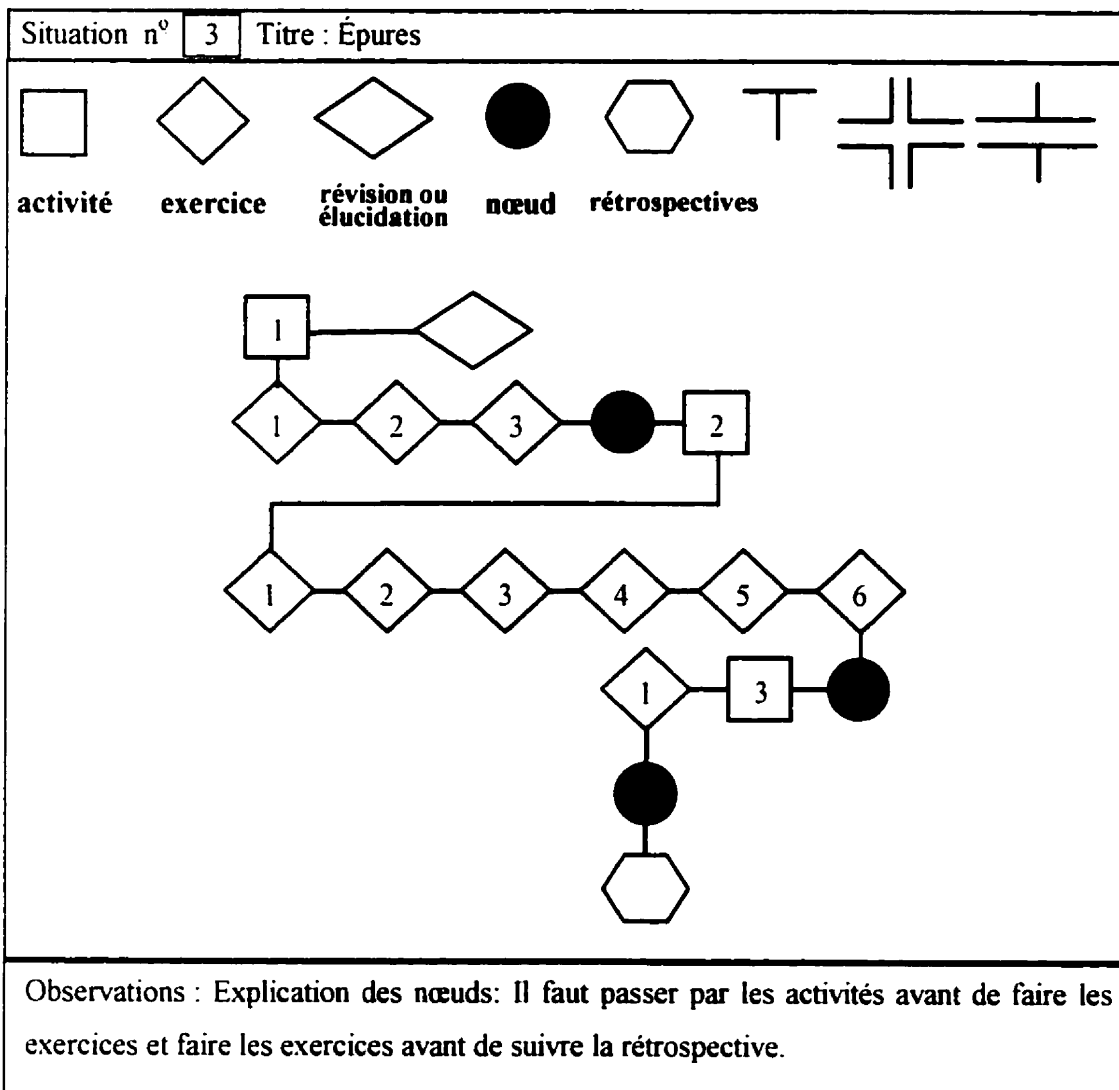 Situation nº 3 Titre : Épures
activité exercice révision ou élucidation nœud rétrospectives
1
1 2 3 2
1 2 3 4 5 6
1 3
Observations : Explication des nœuds: Il faut passer par les activités avant de faire les
exercices et faire les exercices avant de suivre la rétrospective.